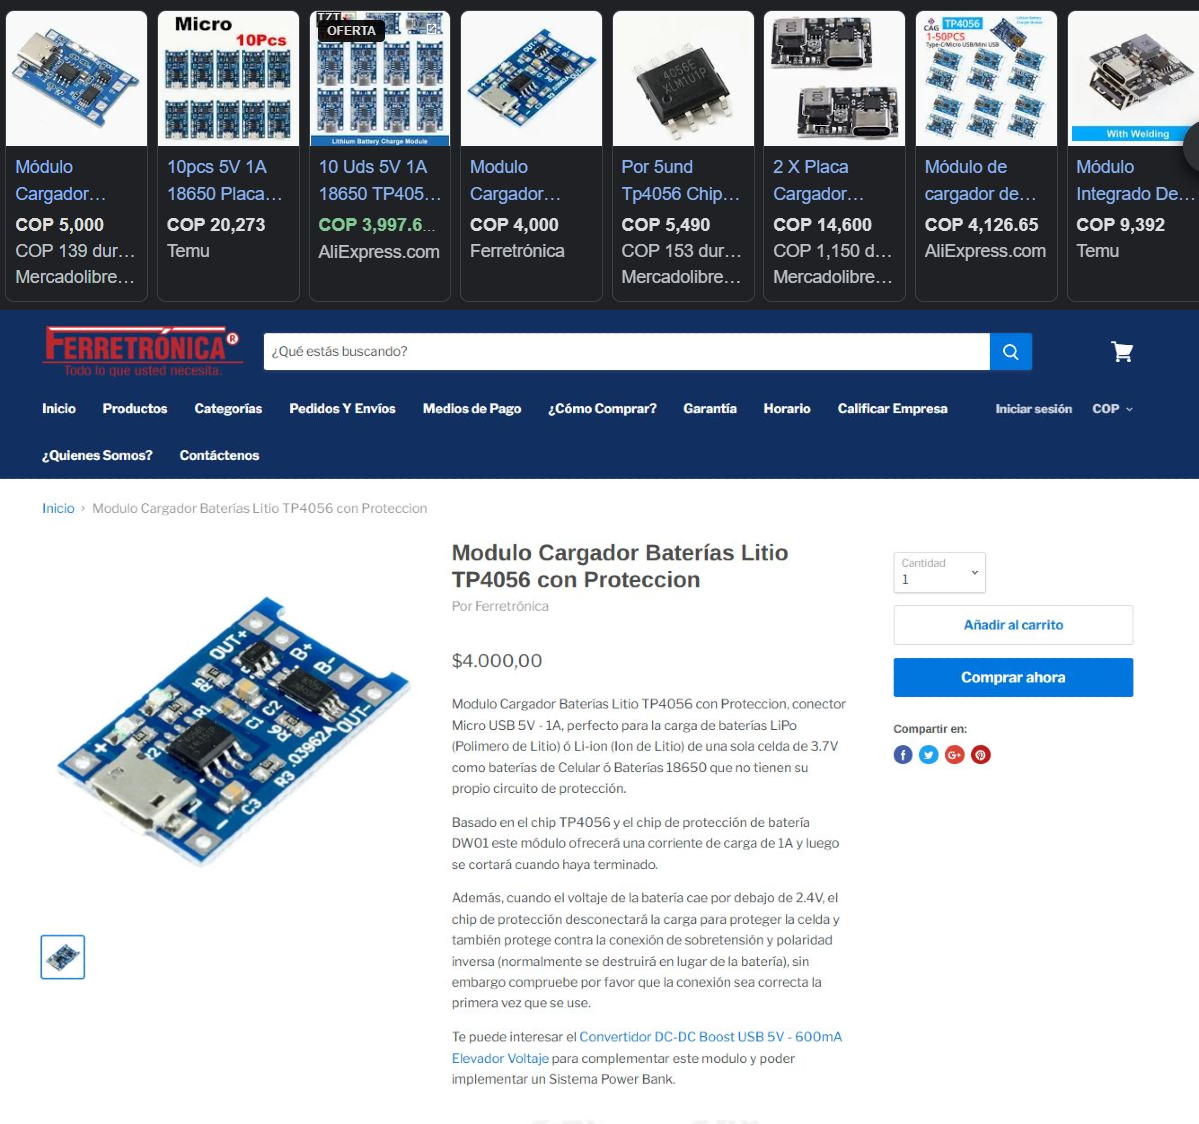 Micro
10Pcs
TZT
OFERTA
Lithium Battery Charge Module
4056E
XLM1U1P
CAG
TP4056
1-50PCS
Type-C/Micro USB/Mini USB
With Welding
Módulo Cargador…
COP 5,000
COP 139 dur…
Mercadolibre…
10pcs 5V 1A
18650 Placa…
COP 20,273
Temu
10 Uds 5V 1A
18650 TP405…
COP 3,997.6…
AliExpress.com
Modulo
Cargador…
COP 4,000
Ferretrónica
Por 5und
Tp4056 Chip…
COP 5,490
COP 153 dur…
Mercadolibre…
2 X Placa
Cargador…
COP 14,600
COP 1,150 d…
Mercadolibre…
Módulo de
cargador de…
COP 4,126.65
AliExpress.com
Módulo
Integrado De…
COP 9,392
Temu
FERRETRÓNICA ®
Todo lo que usted necesita.
¿Qué estás buscando?
Inicio Productos Categorías Pedidos Y Envíos Medios de Pago ¿Cómo Comprar? Garantía Horario Calificar Empresa Iniciar sesión COP
¿Quienes Somos? Contáctenos
Inicio › Modulo Cargador Baterías Litio TP4056 con Proteccion
OUT+
B+
B-
OUT-
R5
C1
C2
R6
R1
03962A
R3
C3
+
-
Modulo Cargador Baterías Litio
TP4056 con Proteccion
Por Ferretrónica
$4.000,00
Modulo Cargador Baterias Litio TP4056 con Proteccion, conector
Micro USB 5V - 1A, perfecto para la carga de baterías LiPo
(Polimero de Litio) ó Li-ion (Ion de Litio) de una sola celda de 3.7V
como baterías de Celular ó Baterías 18650 que no tienen su
propio circuito de protección.
Basado en el chip TP4056 y el chip de protección de batería
DW01 este módulo ofrecerá una corriente de carga de 1A y luego
se cortará cuando haya terminado.
Además, cuando el voltaje de la batería cae por debajo de 2.4V, el
chip de protección desconectará la carga para proteger la celda y
también protege contra la conexión de sobretensión y polaridad
inversa (normalmente se destruirá en lugar de la batería), sin
embargo compruebe por favor que la conexión sea correcta la
primera vez que se use.
Te puede interesar el Convertidor DC-DC Boost USB 5V - 600mA
Elevador Voltaje para complementar este modulo y poder
implementar un Sistema Power Bank.
Cantidad
1
Añadir al carrito
Comprar ahora
Compartir en: